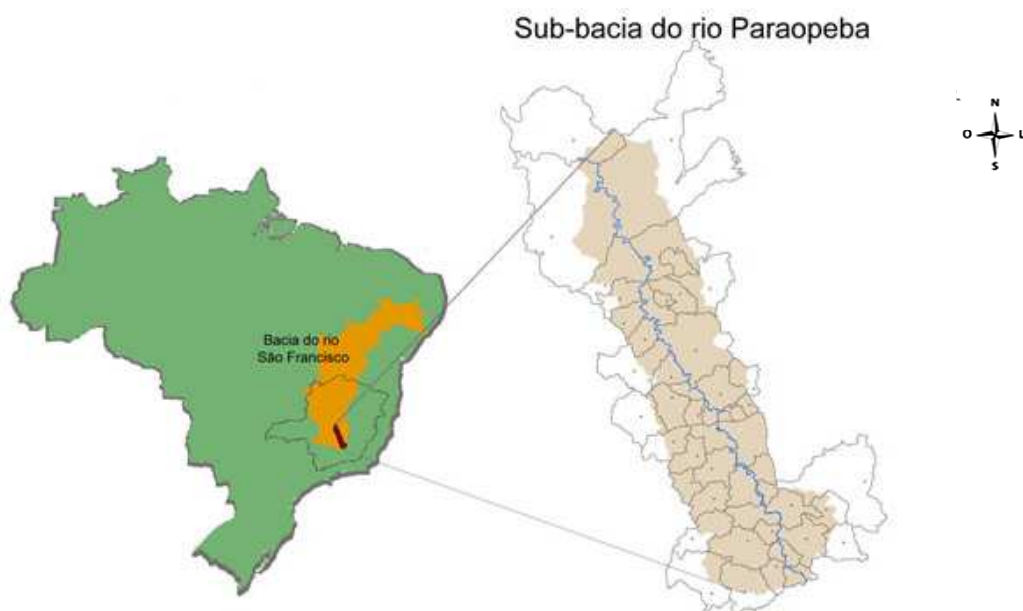 Sub-bacia do rio Paraopeba
N
O L
S
Bacia do rio
São Francisco